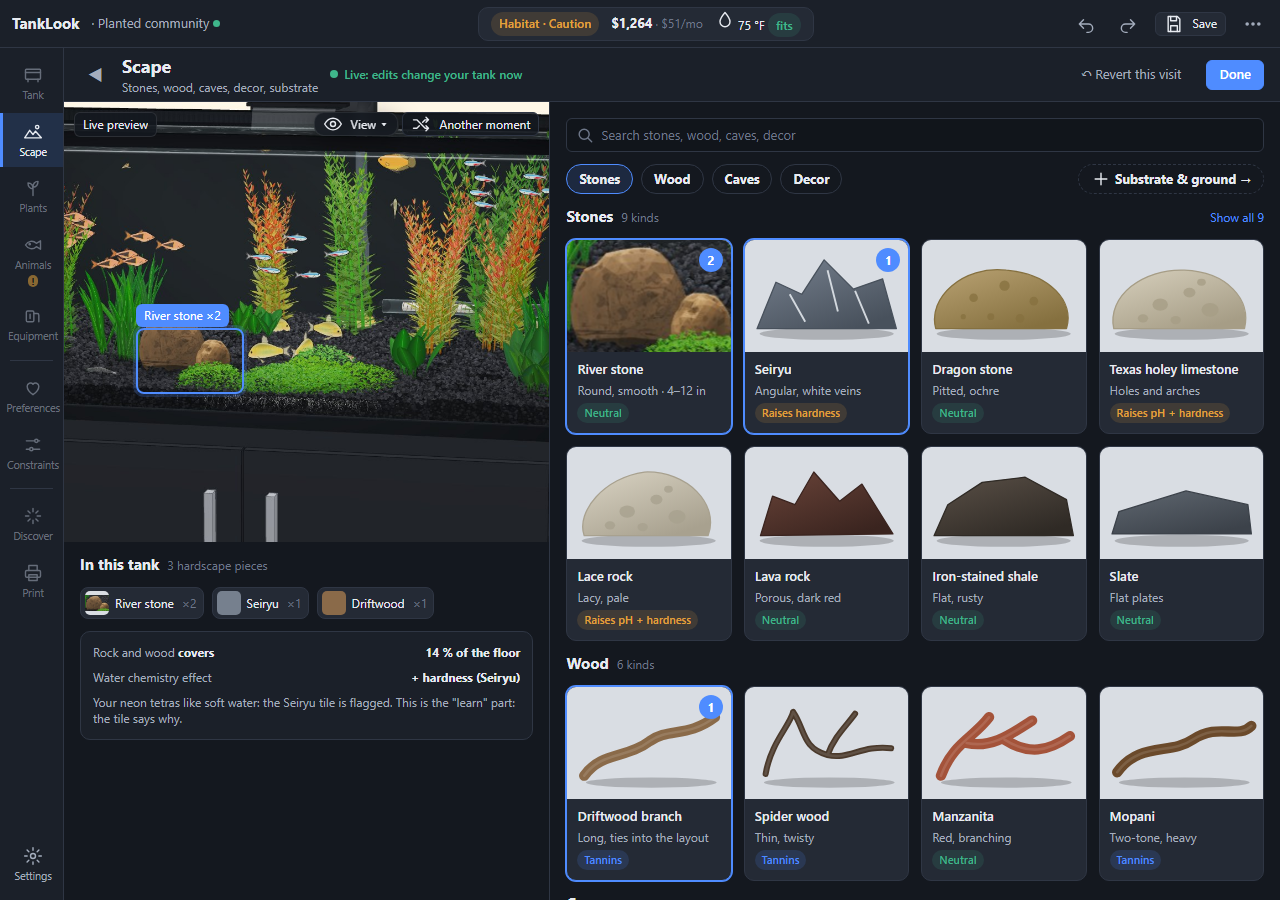 TankLook · Planted community
Habitat · Caution $1,264 · $51/mo 75 °F fits
Save
Tank
Scape
Plants
Animals
!
Equipment
Preferences
Constraints
Discover
Print
Settings
Scape
Stones, wood, caves, decor, substrate
Live: edits change your tank now
Revert this visit
Done
Live preview
View
Another moment
River stone ×2
In this tank 3 hardscape pieces
River stone ×2
Seiryu ×1
Driftwood ×1
Rock and wood covers 14 % of the floor
Water chemistry effect + hardness (Seiryu)
Your neon tetras like soft water: the Seiryu tile is flagged. This is the "learn" part:
the tile says why.
Search stones, wood, caves, decor
Stones Wood Caves Decor
+ Substrate & ground →
Stones 9 kinds
Show all 9
2
River stone
Round, smooth · 4–12 in
Neutral
1
Seiryu
Angular, white veins
Raises hardness
Dragon stone
Pitted, ochre
Neutral
Texas holey limestone
Holes and arches
Raises pH + hardness
Lace rock
Lacy, pale
Raises pH + hardness
Lava rock
Porous, dark red
Neutral
Iron-stained shale
Flat, rusty
Neutral
Slate
Flat plates
Neutral
Wood 6 kinds
1
Driftwood branch
Long, ties into the layout
Tannins
Spider wood
Thin, twisty
Tannins
Manzanita
Red, branching
Neutral
Mopani
Two-tone, heavy
Tannins